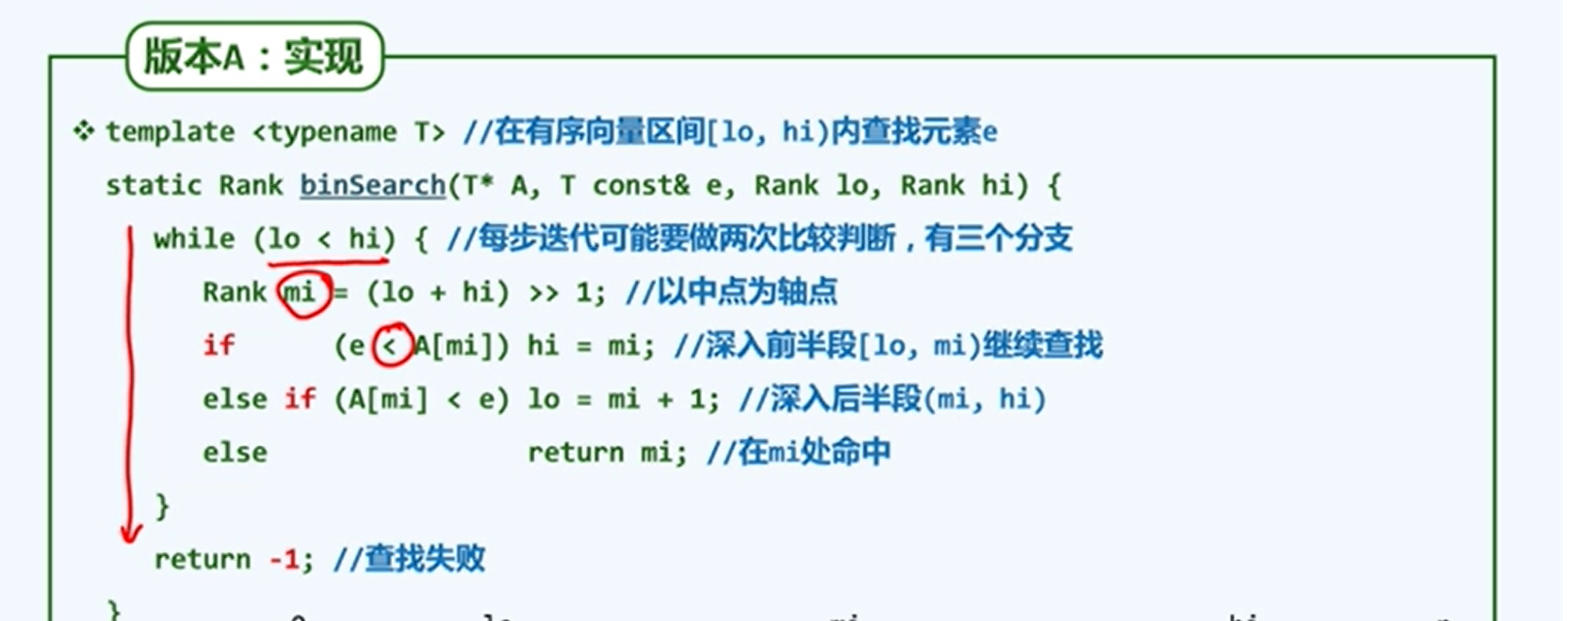 版本A：实现
❖ template <typename T> //在有序向量区间[lo, hi)内查找元素e
static Rank binSearch(T* A, T const& e, Rank lo, Rank hi) {
while (lo < hi) { //每步迭代可能要做两次比较判断，有三个分支
Rank mi = (lo + hi) >> 1; //以中点为轴点
if (e < A[mi]) hi = mi; //深入前半段[lo, mi)继续查找
else if (A[mi] < e) lo = mi + 1; //深入后半段(mi, hi)
else return mi; //在mi处命中
}
return -1; //查找失败
}